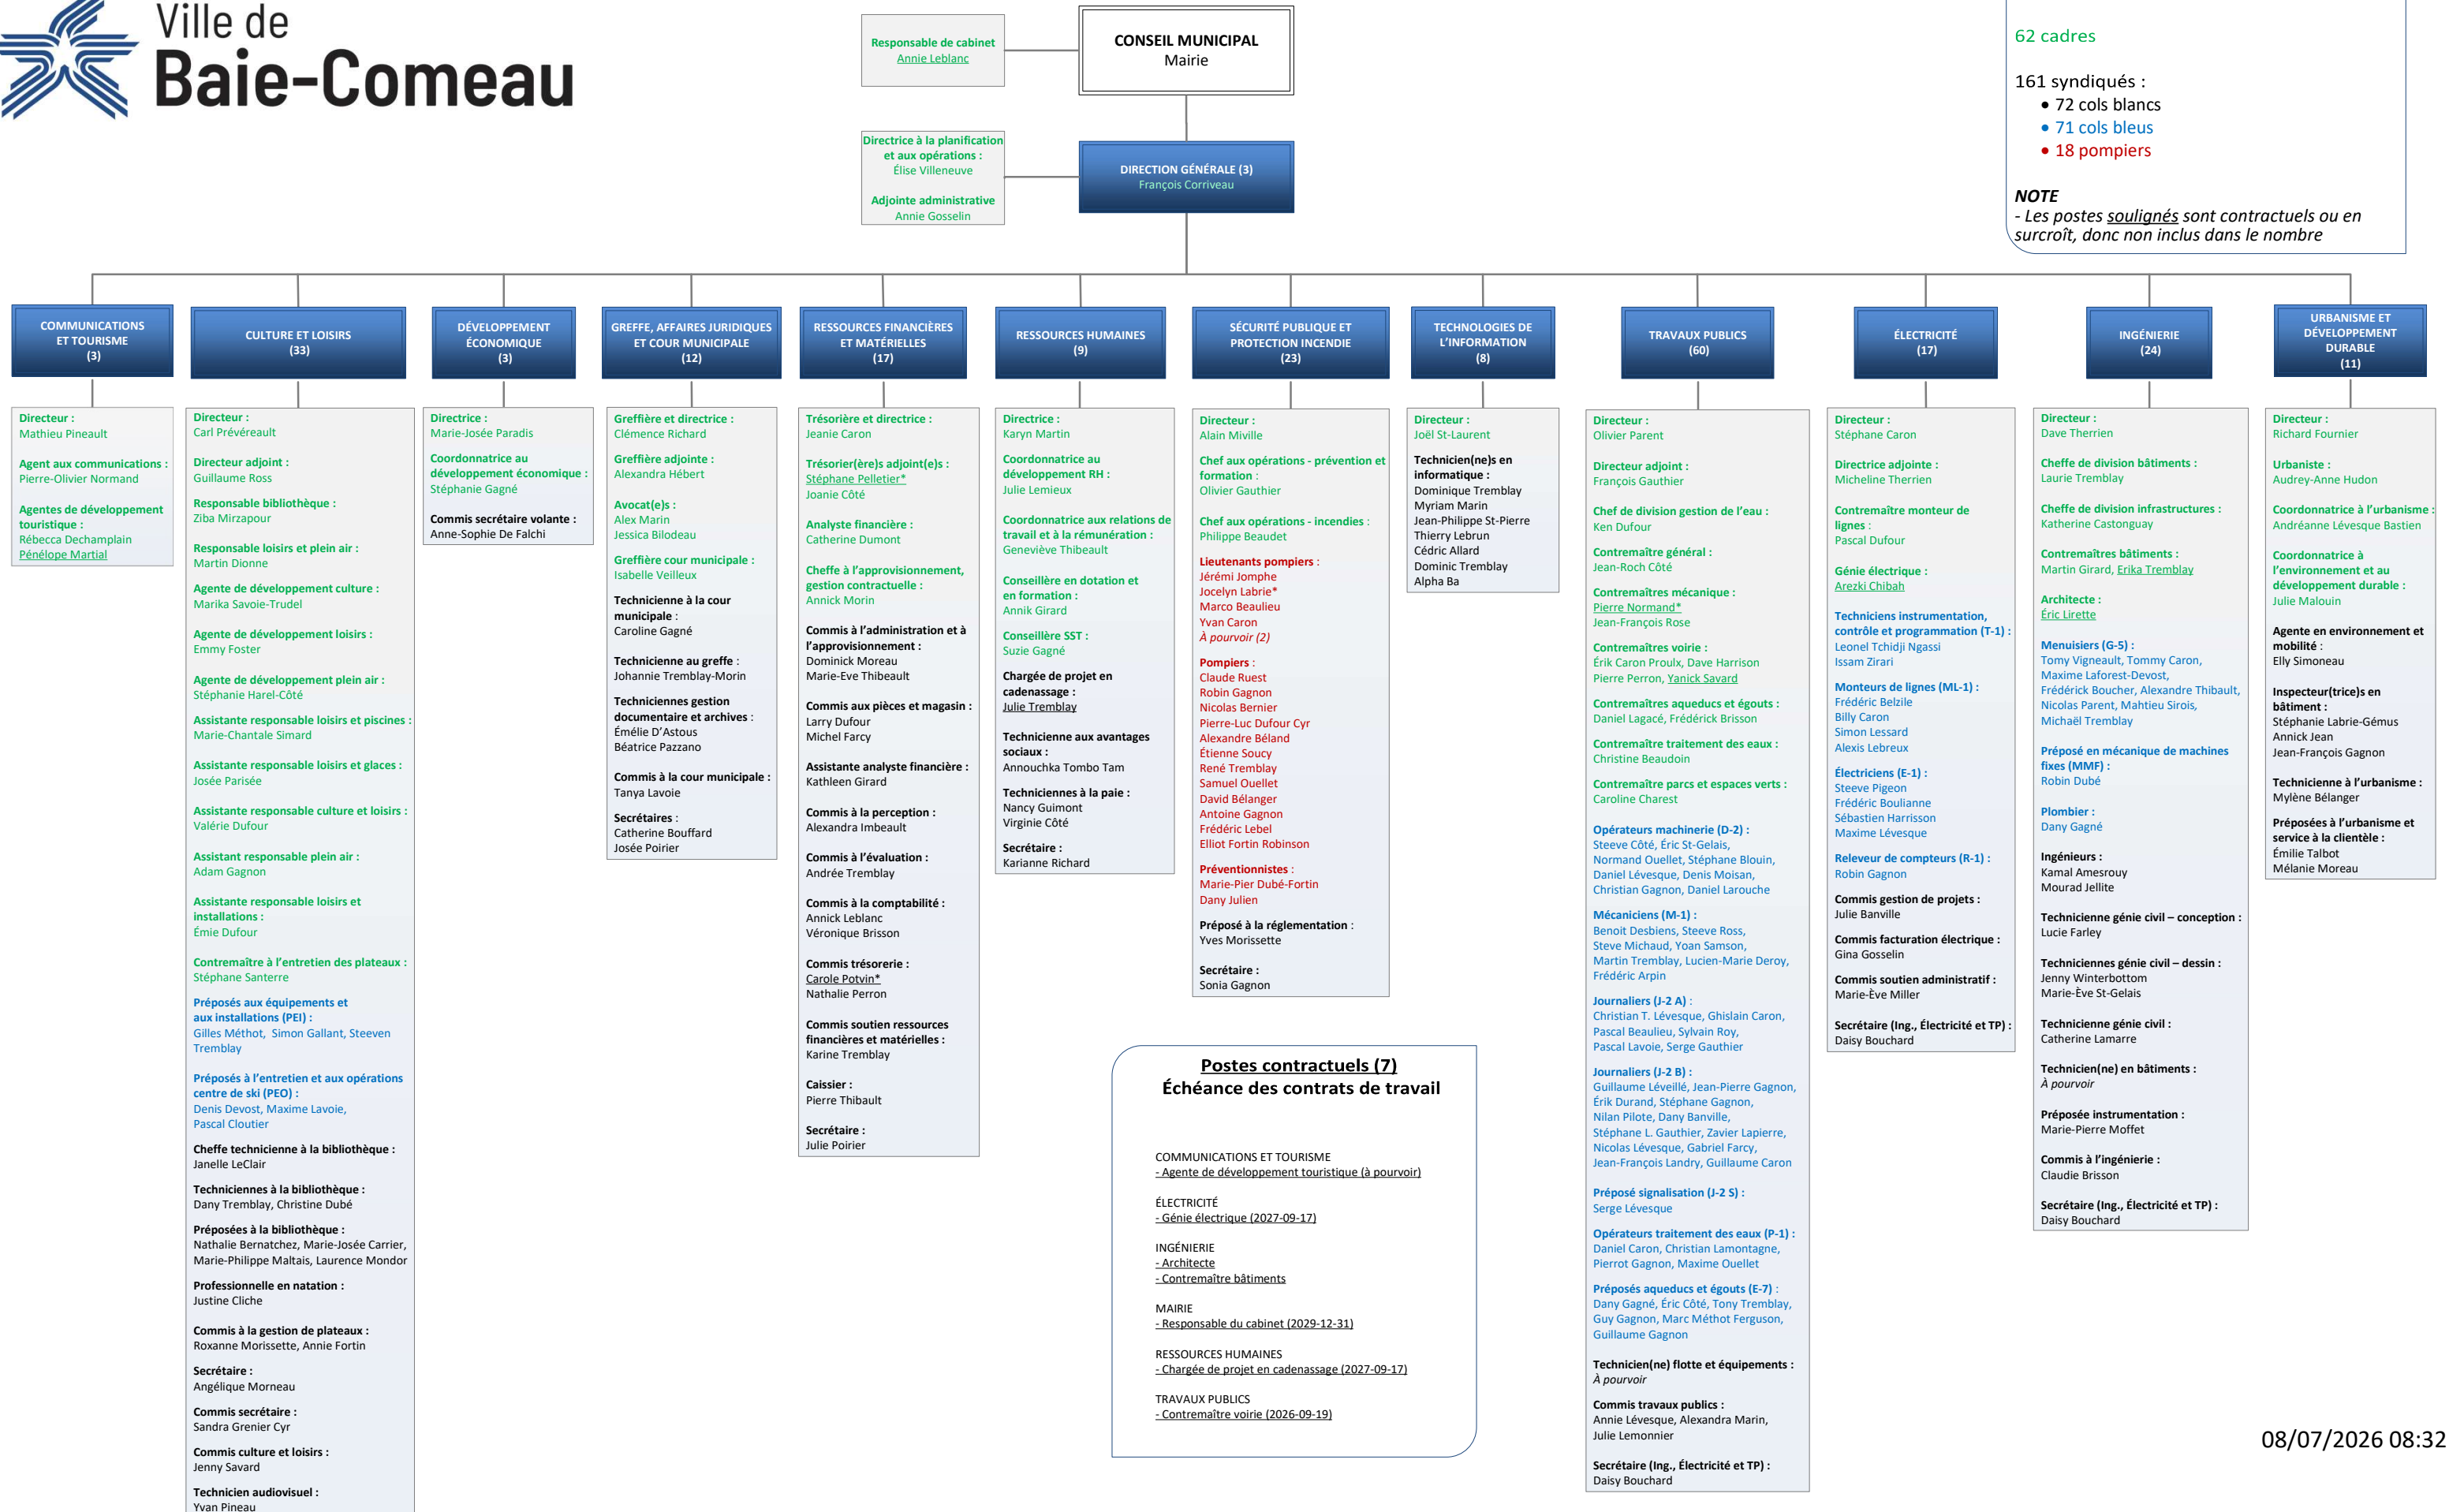 Ville de
Baie-Comeau
Responsable de cabinet
Annie Leblanc
CONSEIL MUNICIPAL
Mairie
Directrice à la planification
et aux opérations :
Élise Villeneuve
Adjointe administrative
Annie Gosselin
DIRECTION GÉNÉRALE (3)
François Corriveau
62 cadres
161 syndiqués :
• 72 cols blancs
• 71 cols bleus
• 18 pompiers
NOTE
- Les postes soulignés sont contractuels ou en
surcroît, donc non inclus dans le nombre
COMMUNICATIONS
ET TOURISME
(3)
Directeur :
Mathieu Pineault
Agent aux communications :
Pierre-Olivier Normand
Agentes de développement
touristique :
Rébecca Dechamplain
Pénélope Martial
CULTURE ET LOISIRS
(33)
Directeur :
Carl Prévéreault
Directeur adjoint :
Guillaume Ross
Responsable bibliothèque :
Ziba Mirzapour
Responsable loisirs et plein air :
Martin Dionne
Agente de développement culture :
Marika Savoie-Trudel
Agente de développement loisirs :
Emmy Foster
Agente de développement plein air :
Stéphanie Harel-Côté
Assistante responsable loisirs et piscines :
Marie-Chantale Simard
Assistante responsable loisirs et glaces :
Josée Parisée
Assistante responsable culture et loisirs :
Valérie Dufour
Assistant responsable plein air :
Adam Gagnon
Assistante responsable loisirs et
installations :
Émie Dufour
Contremaître à l'entretien des plateaux :
Stéphane Santerre
Préposés aux équipements et
aux installations (PEI) :
Gilles Méthot, Simon Gallant, Steeven
Tremblay
Préposés à l'entretien et aux opérations
centre de ski (PEO) :
Denis Devost, Maxime Lavoie,
Pascal Cloutier
Cheffe technicienne à la bibliothèque :
Janelle LeClair
Techniciennes à la bibliothèque :
Dany Tremblay, Christine Dubé
Préposées à la bibliothèque :
Nathalie Bernatchez, Marie-Josée Carrier,
Marie-Philippe Maltais, Laurence Mondor
Professionnelle en natation :
Justine Cliche
Commis à la gestion de plateaux :
Roxanne Morissette, Annie Fortin
Secrétaire :
Angélique Morneau
Commis secrétaire :
Sandra Grenier Cyr
Commis culture et loisirs :
Jenny Savard
Technicien audiovisuel :
Yvan Pineau
DÉVELOPPEMENT
ÉCONOMIQUE
(3)
Directrice :
Marie-Josée Paradis
Coordonnatrice au
développement économique :
Stéphanie Gagné
Commis secrétaire volante :
Anne-Sophie De Falchi
GREFFE, AFFAIRES JURIDIQUES
ET COUR MUNICIPALE
(12)
Greffière et directrice :
Clémence Richard
Greffière adjointe :
Alexandra Hébert
Avocat(e)s :
Alex Marin
Jessica Bilodeau
Greffière cour municipale :
Isabelle Veilleux
Technicienne à la cour
municipale :
Caroline Gagné
Technicienne au greffe :
Johannie Tremblay-Morin
Techniciennes gestion
documentaire et archives :
Émélie D'Astous
Béatrice Pazzano
Commis à la cour municipale :
Tanya Lavoie
Secrétaires :
Catherine Bouffard
Josée Poirier
RESSOURCES FINANCIÈRES
ET MATÉRIELLES
(17)
Trésorière et directrice :
Jeanie Caron
Trésorier(ère)s adjoint(e)s :
Stéphane Pelletier*
Joanie Côté
Analyste financière :
Catherine Dumont
Cheffe à l'approvisionnement,
gestion contractuelle :
Annick Morin
Commis à l'administration et à
l'approvisionnement :
Dominick Moreau
Marie-Eve Thibeault
Commis aux pièces et magasin :
Larry Dufour
Michel Farcy
Assistante analyste financière :
Kathleen Girard
Commis à la perception :
Alexandra Imbeault
Commis à l'évaluation :
Andrée Tremblay
Commis à la comptabilité :
Annick Leblanc
Véronique Brisson
Commis trésorerie :
Carole Potvin*
Nathalie Perron
Commis soutien ressources
financières et matérielles :
Karine Tremblay
Caissier :
Pierre Thibault
Secrétaire :
Julie Poirier
RESSOURCES HUMAINES
(9)
Directrice :
Karyn Martin
Coordonnatrice au
développement RH :
Julie Lemieux
Coordonnatrice aux relations de
travail et à la rémunération :
Geneviève Thibeault
Conseillère en dotation et
en formation :
Annik Girard
Conseillère SST :
Suzie Gagné
Chargée de projet en
cadenassage :
Julie Tremblay
Technicienne aux avantages
sociaux :
Annouchka Tombo Tam
Techniciennes à la paie :
Nancy Guimont
Virginie Côté
Secrétaire :
Karianne Richard
SÉCURITÉ PUBLIQUE ET
PROTECTION INCENDIE
(23)
Directeur :
Alain Miville
Chef aux opérations - prévention et
formation :
Olivier Gauthier
Chef aux opérations - incendies :
Philippe Beaudet
Lieutenants pompiers :
Jérémi Jomphe
Jocelyn Labrie*
Marco Beaulieu
Yvan Caron
À pourvoir (2)
Pompiers :
Claude Ruest
Robin Gagnon
Nicolas Bernier
Pierre-Luc Dufour Cyr
Alexandre Béland
Étienne Soucy
René Tremblay
Samuel Ouellet
David Bélanger
Antoine Gagnon
Frédéric Lebel
Elliot Fortin Robinson
Préventionnistes :
Marie-Pier Dubé-Fortin
Dany Julien
Préposé à la réglementation :
Yves Morissette
Secrétaire :
Sonia Gagnon
TECHNOLOGIES DE
L'INFORMATION
(8)
Directeur :
Joël St-Laurent
Technicien(ne)s en
informatique :
Dominique Tremblay
Myriam Marin
Jean-Philippe St-Pierre
Thierry Lebrun
Cédric Allard
Dominic Tremblay
Alpha Ba
Postes contractuels (7)
Échéance des contrats de travail
COMMUNICATIONS ET TOURISME
- Agente de développement touristique (à pourvoir)
ÉLECTRICITÉ
- Génie électrique (2027-09-17)
INGÉNIERIE
- Architecte
- Contremaître bâtiments
MAIRIE
- Responsable du cabinet (2029-12-31)
RESSOURCES HUMAINES
- Chargée de projet en cadenassage (2027-09-17)
TRAVAUX PUBLICS
- Contremaître voirie (2026-09-19)
TRAVAUX PUBLICS
(60)
Directeur :
Olivier Parent
Directeur adjoint :
François Gauthier
Chef de division gestion de l'eau :
Ken Dufour
Contremaître général :
Jean-Roch Côté
Contremaîtres mécanique :
Pierre Normand*
Jean-François Rose
Contremaîtres voirie :
Érik Caron Proulx, Dave Harrison
Pierre Perron, Yanick Savard
Contremaîtres aqueducs et égouts :
Daniel Lagacé, Frédérick Brisson
Contremaître traitement des eaux :
Christine Beaudoin
Contremaître parcs et espaces verts :
Caroline Charest
Opérateurs machinerie (D-2) :
Steeve Côté, Éric St-Gelais,
Normand Ouellet, Stéphane Blouin,
Daniel Lévesque, Denis Moisan,
Christian Gagnon, Daniel Larouche
Mécaniciens (M-1) :
Benoit Desbiens, Steeve Ross,
Steve Michaud, Yoan Samson,
Martin Tremblay, Lucien-Marie Deroy,
Frédéric Arpin
Journaliers (J-2 A) :
Christian T. Lévesque, Ghislain Caron,
Pascal Beaulieu, Sylvain Roy,
Pascal Lavoie, Serge Gauthier
Journaliers (J-2 B) :
Guillaume Léveillé, Jean-Pierre Gagnon,
Érik Durand, Stéphane Gagnon,
Nilan Pilote, Dany Banville,
Stéphane L. Gauthier, Zavier Lapierre,
Nicolas Lévesque, Gabriel Farcy,
Jean-François Landry, Guillaume Caron
Préposé signalisation (J-2 S) :
Serge Lévesque
Opérateurs traitement des eaux (P-1) :
Daniel Caron, Christian Lamontagne,
Pierrot Gagnon, Maxime Ouellet
Préposés aqueducs et égouts (E-7) :
Dany Gagné, Éric Côté, Tony Tremblay,
Guy Gagnon, Marc Méthot Ferguson,
Guillaume Gagnon
Technicien(ne) flotte et équipements :
À pourvoir
Commis travaux publics :
Annie Lévesque, Alexandra Marin,
Julie Lemonnier
Secrétaire (Ing., Électricité et TP) :
Daisy Bouchard
ÉLECTRICITÉ
(17)
Directeur :
Stéphane Caron
Directrice adjointe :
Micheline Therrien
Contremaître monteur de
lignes :
Pascal Dufour
Génie électrique :
Arezki Chibah
Techniciens instrumentation,
contrôle et programmation (T-1) :
Leonel Tchidji Ngassi
Issam Zirari
Monteurs de lignes (ML-1) :
Frédéric Belzile
Billy Caron
Simon Lessard
Alexis Lebreux
Électriciens (E-1) :
Steeve Pigeon
Frédéric Boulianne
Sébastien Harrisson
Maxime Lévesque
Releveur de compteurs (R-1) :
Robin Gagnon
Commis gestion de projets :
Julie Banville
Commis facturation électrique :
Gina Gosselin
Commis soutien administratif :
Marie-Ève Miller
Secrétaire (Ing., Électricité et TP) :
Daisy Bouchard
INGÉNIERIE
(24)
Directeur :
Dave Therrien
Cheffe de division bâtiments :
Laurie Tremblay
Cheffe de division infrastructures :
Katherine Castonguay
Contremaîtres bâtiments :
Martin Girard, Erika Tremblay
Architecte :
Éric Lirette
Menuisiers (G-5) :
Tomy Vigneault, Tommy Caron,
Maxime Laforest-Devost,
Frédérick Boucher, Alexandre Thibault,
Nicolas Parent, Mahtieu Sirois,
Michaël Tremblay
Préposé en mécanique de machines
fixes (MMF) :
Robin Dubé
Plombier :
Dany Gagné
Ingénieurs :
Kamal Amesrouy
Mourad Jellite
Technicienne génie civil – conception :
Lucie Farley
Techniciennes génie civil – dessin :
Jenny Winterbottom
Marie-Ève St-Gelais
Technicienne génie civil :
Catherine Lamarre
Technicien(ne) en bâtiments :
À pourvoir
Préposée instrumentation :
Marie-Pierre Moffet
Commis à l'ingénierie :
Claudie Brisson
Secrétaire (Ing., Électricité et TP) :
Daisy Bouchard
URBANISME ET
DÉVELOPPEMENT
DURABLE
(11)
Directeur :
Richard Fournier
Urbaniste :
Audrey-Anne Hudon
Coordonnatrice à l'urbanisme :
Andréanne Lévesque Bastien
Coordonnatrice à
l'environnement et au
développement durable :
Julie Malouin
Agente en environnement et
mobilité :
Elly Simoneau
Inspecteur(trice)s en
bâtiment :
Stéphanie Labrie-Gémus
Annick Jean
Jean-François Gagnon
Technicienne à l'urbanisme :
Mylène Bélanger
Préposées à l'urbanisme et
service à la clientèle :
Émilie Talbot
Mélanie Moreau
08/07/2026 08:32